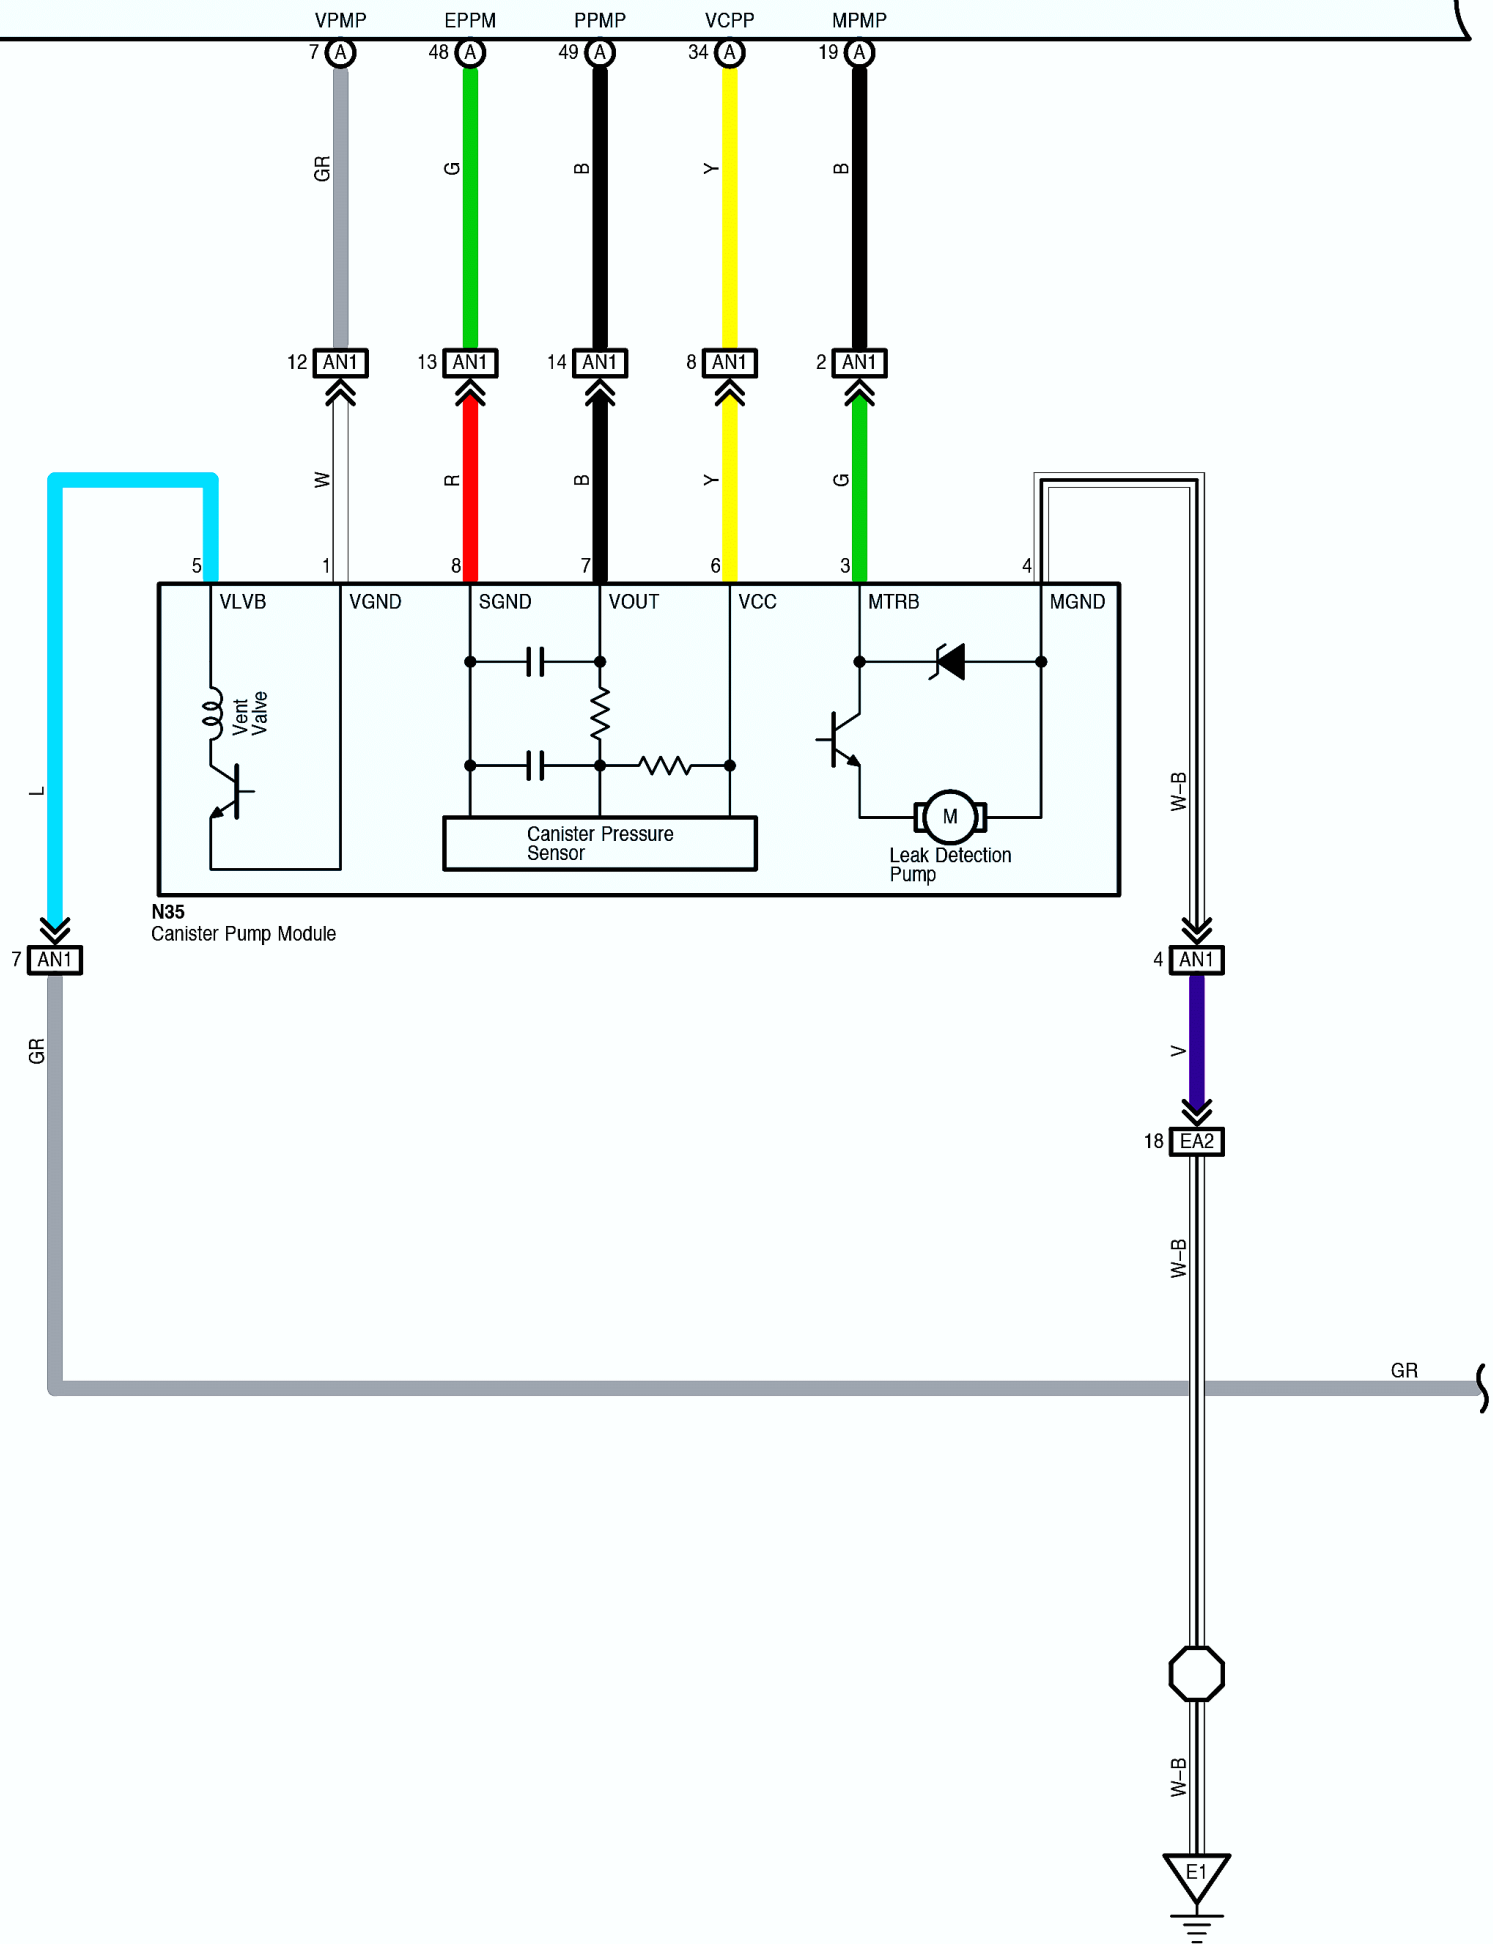 VPMP EPPM PPMP VCPP MPMP
7 A 48 A 49 A 34 A 19 A
GR G B Y B
12 AN1 13 AN1 14 AN1 8 AN1 2 AN1
W R B Y G
5 1 8 7 6 3 4
VLVB VGND SGND VOUT VCC MTRB MGND
Vent
Valve
L
W–B
M
Canister Pressure
Sensor
Leak Detection
Pump
N35
Canister Pump Module
7 AN1
4 AN1
GR
V
18 EA2
W–B
GR
W–B
E1